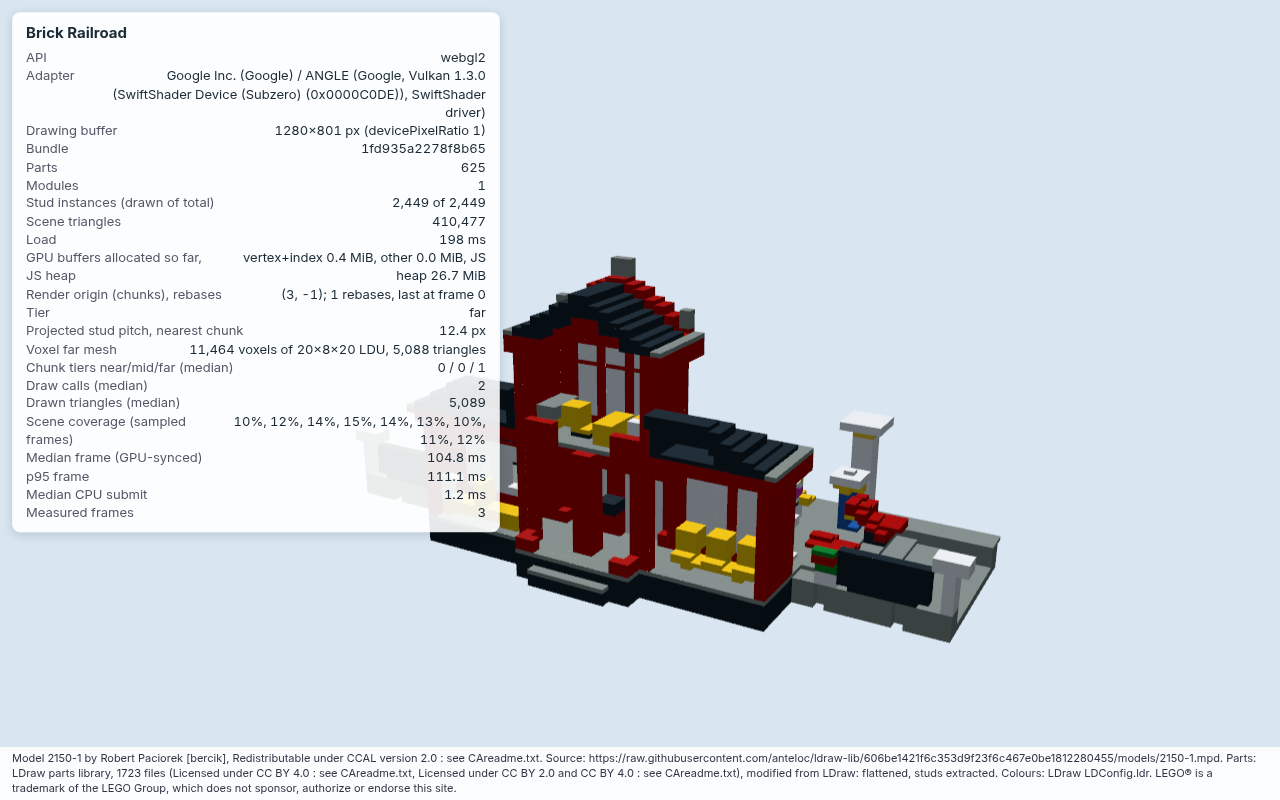 Brick Railroad
API webgl2
Adapter Google Inc. (Google) / ANGLE (Google, Vulkan 1.3.0
(SwiftShader Device (Subzero) (0x0000C0DE)), SwiftShader
driver)
Drawing buffer 1280×801 px (devicePixelRatio 1)
Bundle 1fd935a2278f8b65
Parts 625
Modules 1
Stud instances (drawn of total) 2,449 of 2,449
Scene triangles 410,477
Load 198 ms
GPU buffers allocated so far, vertex+index 0.4 MiB, other 0.0 MiB, JS
JS heap heap 26.7 MiB
Render origin (chunks), rebases (3, -1); 1 rebases, last at frame 0
Tier far
Projected stud pitch, nearest chunk 12.4 px
Voxel far mesh 11,464 voxels of 20×8×20 LDU, 5,088 triangles
Chunk tiers near/mid/far (median) 0 / 0 / 1
Draw calls (median) 2
Drawn triangles (median) 5,089
Scene coverage (sampled 10%, 12%, 14%, 15%, 14%, 13%, 10%,
frames) 11%, 12%
Median frame (GPU-synced) 104.8 ms
p95 frame 111.1 ms
Median CPU submit 1.2 ms
Measured frames 3
Model 2150-1 by Robert Paciorek [bercik], Redistributable under CCAL version 2.0 : see CAreadme.txt. Source: https://raw.githubusercontent.com/anteloc/ldraw-lib/606be1421f6c353d9f23f6c467e0be1812280455/models/2150-1.mpd. Parts:
LDraw parts library, 1723 files (Licensed under CC BY 4.0 : see CAreadme.txt, Licensed under CC BY 2.0 and CC BY 4.0 : see CAreadme.txt), modified from LDraw: flattened, studs extracted. Colours: LDraw LDConfig.ldr. LEGO® is a
trademark of the LEGO Group, which does not sponsor, authorize or endorse this site.